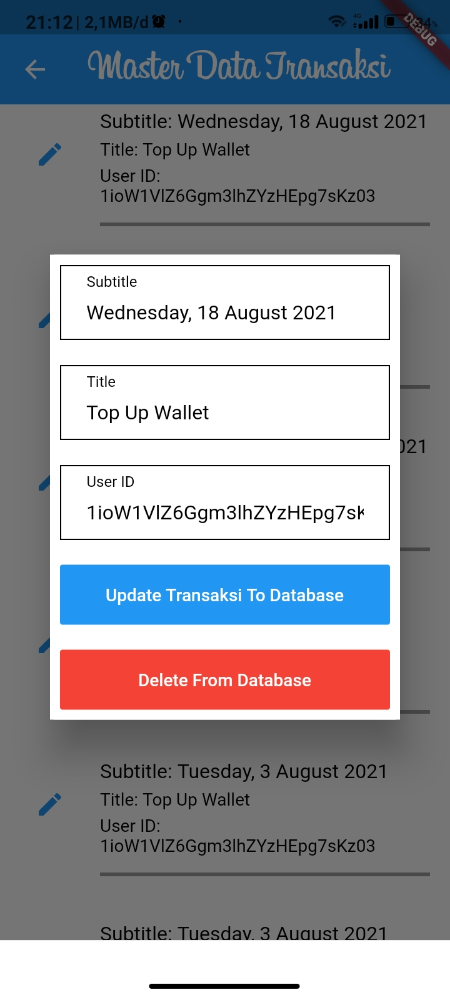 21:12 | 2,1MB/d
4G
34%
DEBUG
Master Data Transaksi
Subtitle: Wednesday, 18 August 2021
Title: Top Up Wallet
User ID:
1ioW1VlZ6Ggm3lhZYzHEpg7sKz03
Subtitle
Wednesday, 18 August 2021
Title
Top Up Wallet
021
User ID
1ioW1VlZ6Ggm3lhZYzHEpg7sK
Update Transaksi To Database
Delete From Database
Subtitle: Tuesday, 3 August 2021
Title: Top Up Wallet
User ID:
1ioW1VlZ6Ggm3lhZYzHEpg7sKz03
Subtitle: Tuesday, 3 August 2021